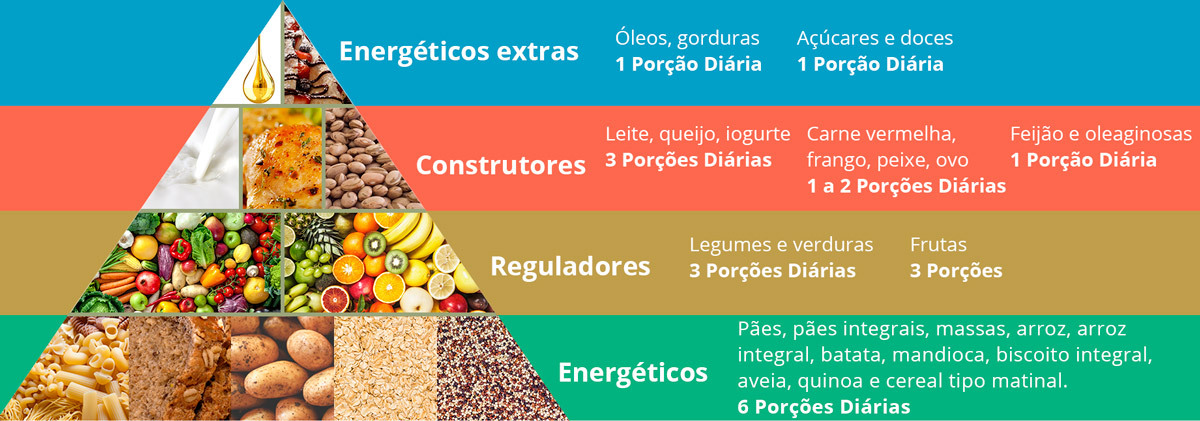 Energéticos extras
Óleos, gorduras
1 Porção Diária
Açúcares e doces
1 Porção Diária
Construtores
Leite, queijo, iogurte
3 Porções Diárias
Carne vermelha,
frango, peixe, ovo
1 a 2 Porções Diárias
Feijão e oleaginosas
1 Porção Diária
Reguladores
Legumes e verduras
3 Porções Diárias
Frutas
3 Porções
Energéticos
Pães, pães integrais, massas, arroz, arroz
integral, batata, mandioca, biscoito integral,
aveia, quinoa e cereal tipo matinal.
6 Porções Diárias